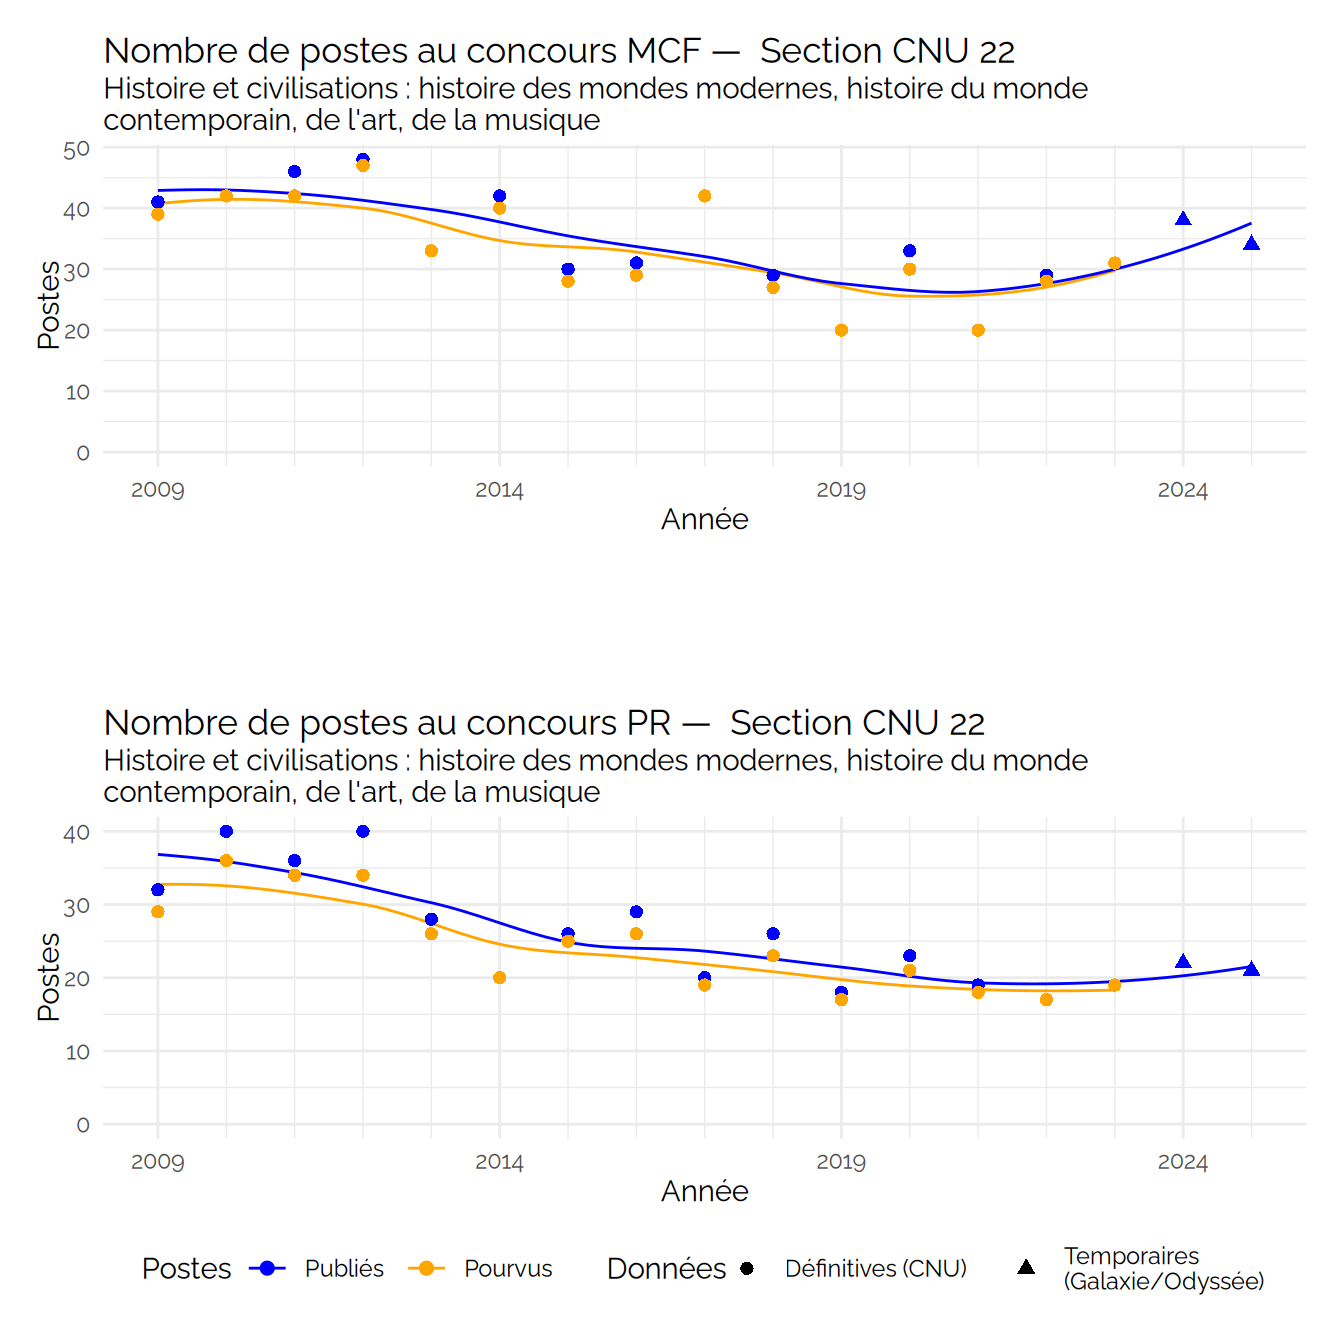 Nombre de postes au concours MCF —  Section CNU 22
Histoire et civilisations : histoire des mondes modernes, histoire du monde
contemporain, de l'art, de la musique
50
40
30
20
10
0
Postes
2009 2014 2019 2024
Année
Nombre de postes au concours PR —  Section CNU 22
Histoire et civilisations : histoire des mondes modernes, histoire du monde
contemporain, de l'art, de la musique
40
30
20
10
0
Postes
2009 2014 2019 2024
Année
Postes Publiés Pourvus Données Définitives (CNU) Temporaires
(Galaxie/Odyssée)